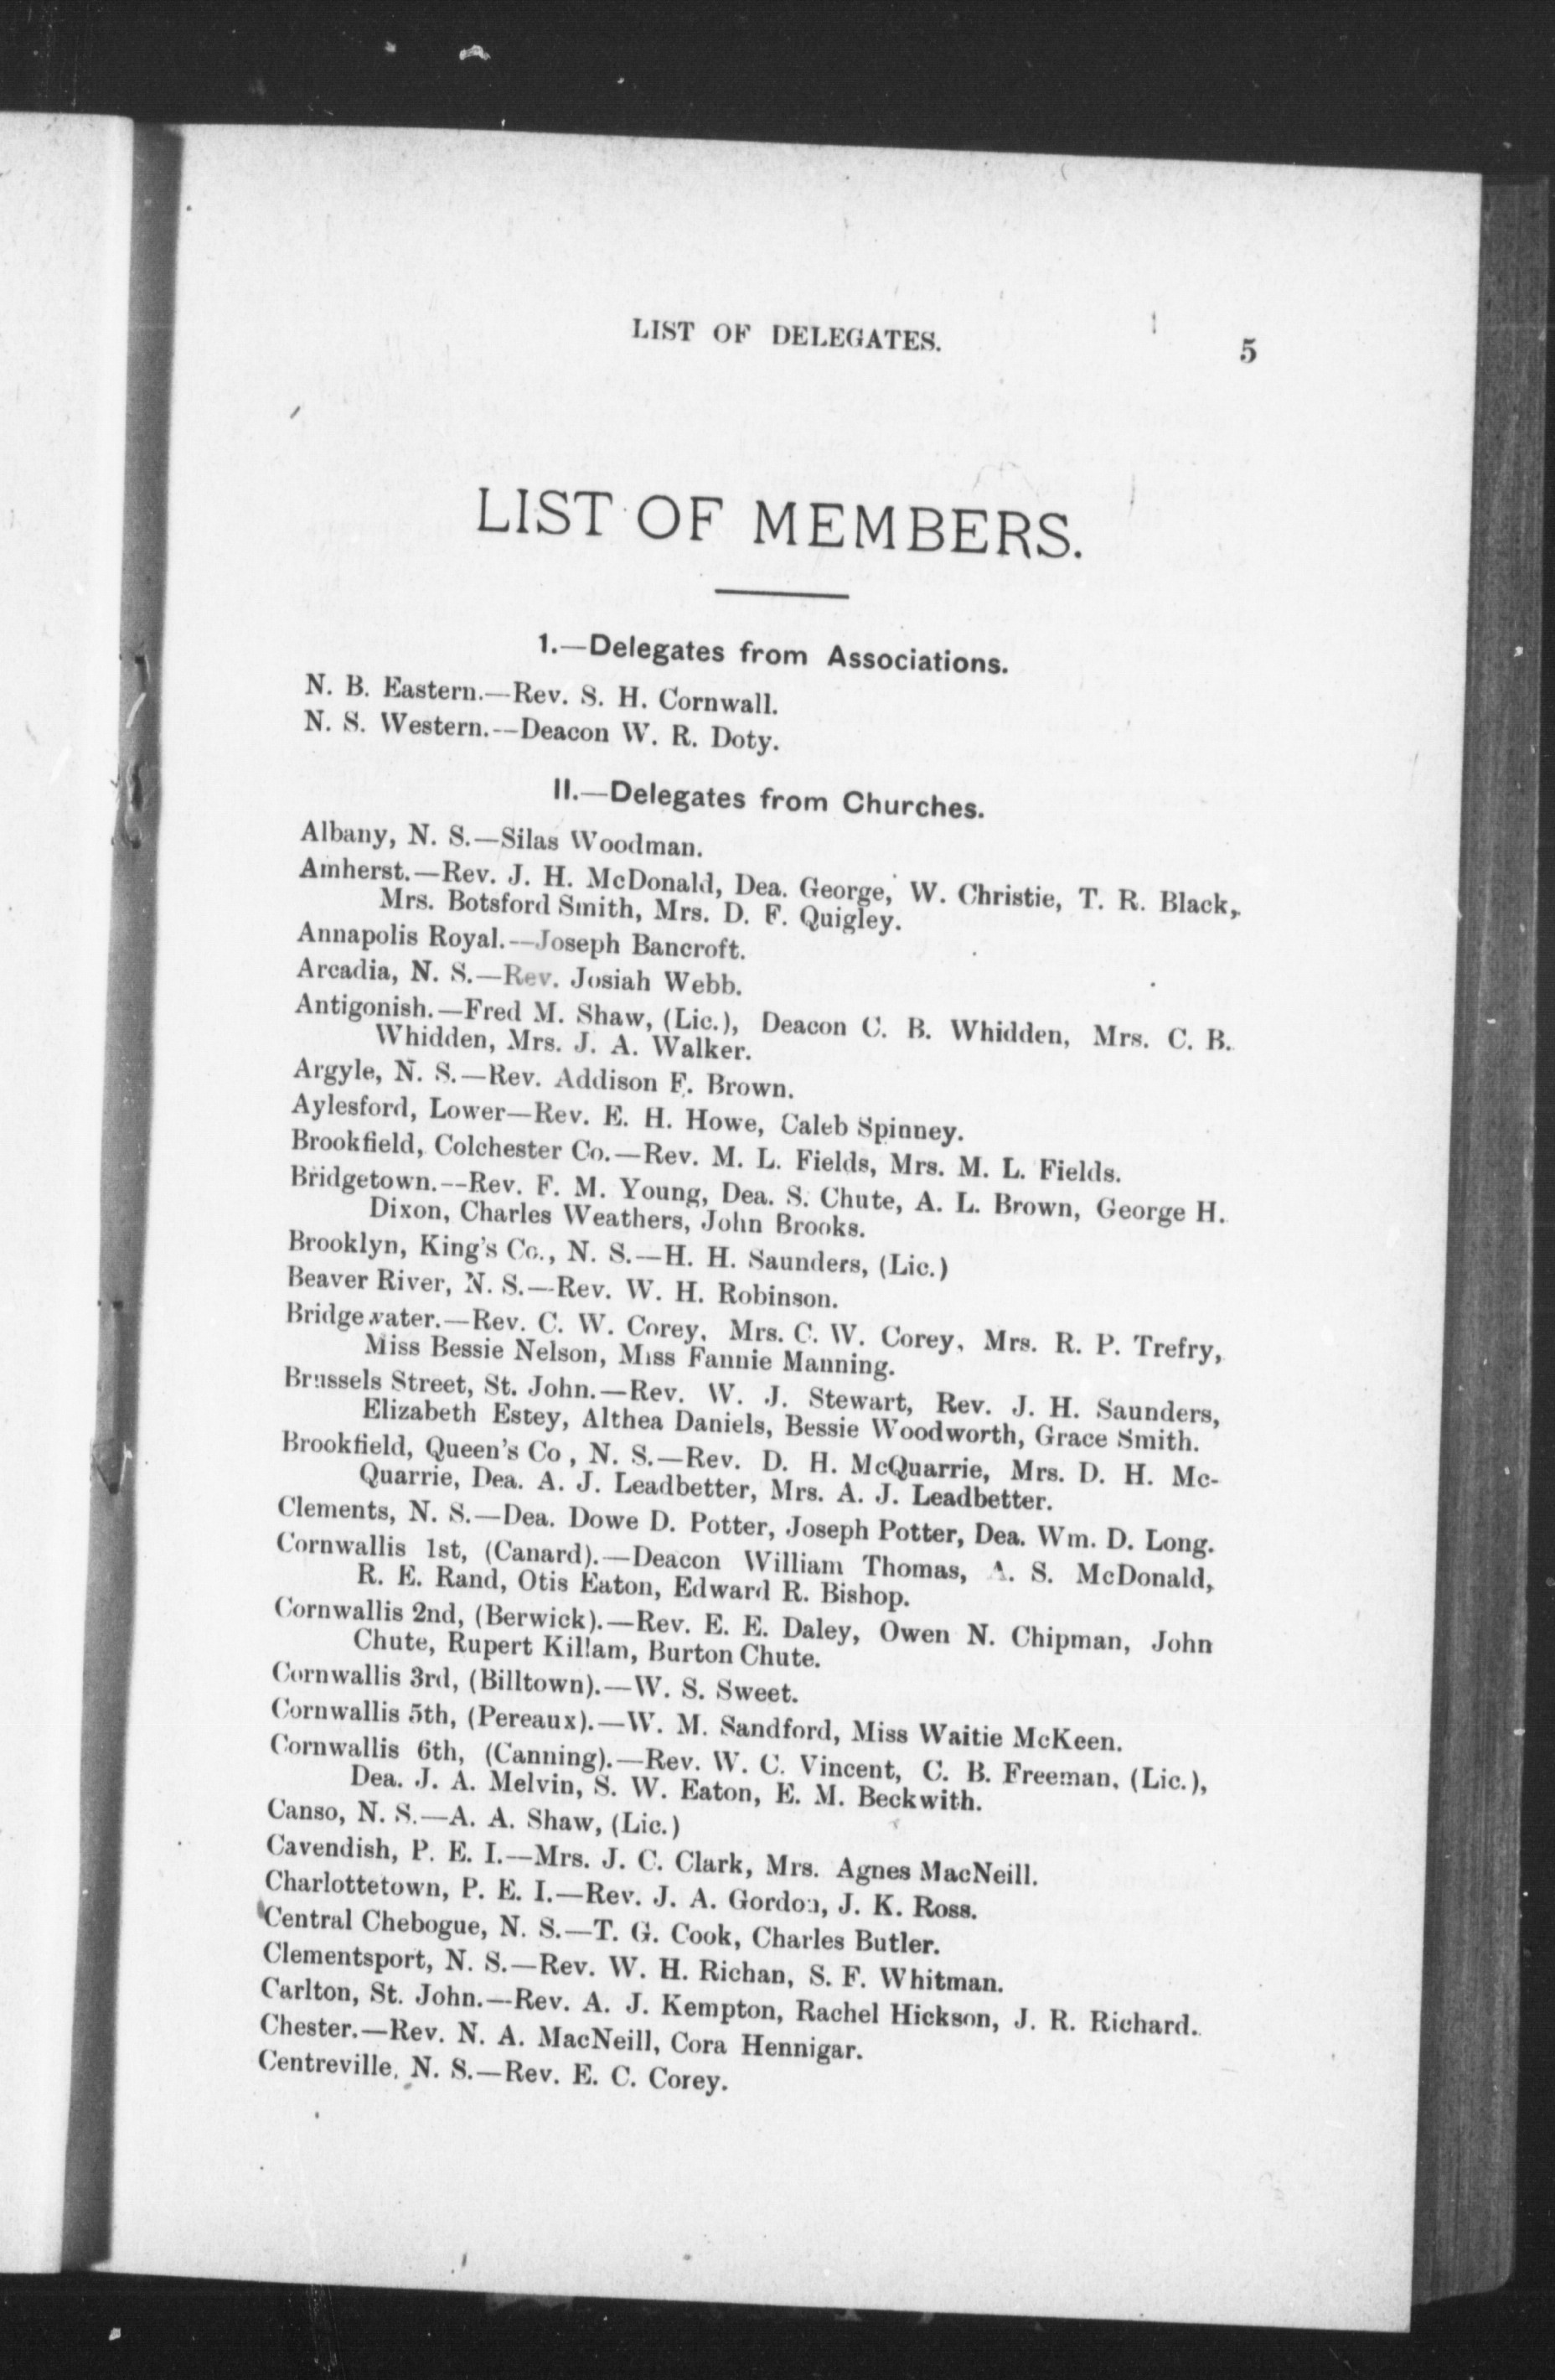 LIST OF DELEGATES.
5
LIST OF MEMBERS.
I.—Delegates from Associations.
N. B. Eastern.—Rev. S. H. Cornwall.
N. S. Western.—Deacon W. R. Doty.
II.—Delegates from Churches.
Albany, N. S.—Silas Woodman.
Amherst.—Rev. J. H. McDonald, Dea. George, W. Christie, T. R. Black,
Mrs. Botsford Smith, Mrs. D. F. Quigley.
Annapolis Royal.—Joseph Bancroft.
Arcadia, N. S.—Rev. Josiah Webb.
Antigonish.—Fred M. Shaw, (Lic.), Deacon C. B. Whidden, Mrs. C. B.
Whidden, Mrs. J. A. Walker.
Argyle, N. S.—Rev. Addison F. Brown.
Aylesford, Lower—Rev. E. H. Howe, Caleb Spinney.
Brookfield, Colchester Co.—Rev. M. L. Fields, Mrs. M. L. Fields.
Bridgetown.—Rev. F. M. Young, Dea. S. Chute, A. L. Brown, George H.
Dixon, Charles Weathers, John Brooks.
Brooklyn, King's Co., N. S.—H. H. Saunders, (Lic.)
Beaver River, N. S.—Rev. W. H. Robinson.
Bridgewater.—Rev. C. W. Corey, Mrs. C. W. Corey, Mrs. R. P. Trefry,
Miss Bessie Nelson, Miss Fannie Manning.
Brussels Street, St. John.—Rev. W. J. Stewart, Rev. J. H. Saunders,
Elizabeth Estey, Althea Daniels, Bessie Woodworth, Grace Smith.
Brookfield, Queen's Co , N. S.—Rev. D. H. McQuarrie, Mrs. D. H. Mc-
Quarrie, Dea. A. J. Leadbetter, Mrs. A. J. Leadbetter.
Clements, N. S.—Dea. Dowe D. Potter, Joseph Potter, Dea. Wm. D. Long.
Cornwallis 1st, (Canard).—Deacon William Thomas, A. S. McDonald,
R. E. Rand, Otis Eaton, Edward R. Bishop.
Cornwallis 2nd, (Berwick).—Rev. E. E. Daley, Owen N. Chipman, John
Chute, Rupert Killam, Burton Chute.
Cornwallis 3rd, (Billtown).—W. S. Sweet.
Cornwallis 5th, (Pereaux).—W. M. Sandford, Miss Waitie McKeen.
Cornwallis 6th, (Canning).—Rev. W. C. Vincent, C. B. Freeman, (Lic.),
Dea. J. A. Melvin, S. W. Eaton, E. M. Beckwith.
Canso, N. S.—A. A. Shaw, (Lic.)
Cavendish, P. E. I.—Mrs. J. C. Clark, Mrs. Agnes MacNeill.
Charlottetown, P. E. I.—Rev. J. A. Gordon, J. K. Ross.
Central Chebogue, N. S.—T. G. Cook, Charles Butler.
Clementsport, N. S.—Rev. W. H. Richan, S. F. Whitman.
Carlton, St. John.—Rev. A. J. Kempton, Rachel Hickson, J. R. Richard.
Chester.—Rev. N. A. MacNeill, Cora Hennigar.
Centreville, N. S.—Rev. E. C. Corey.